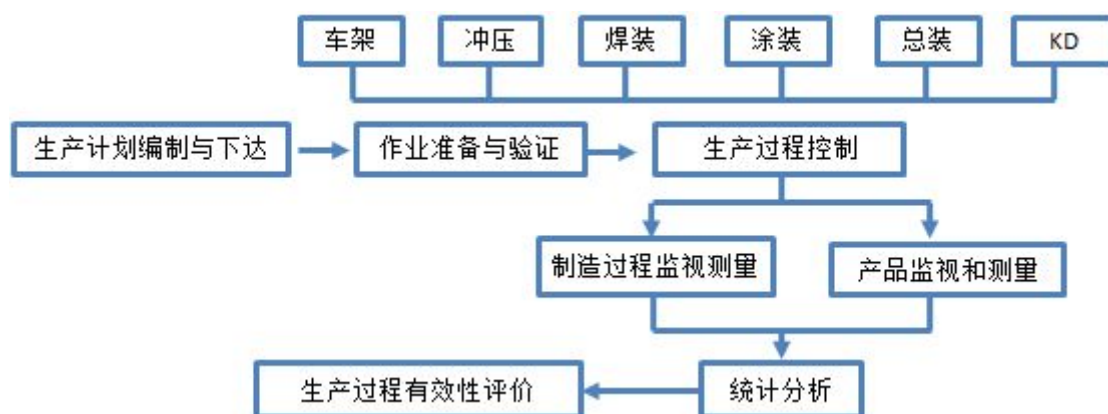 车架
冲压
焊装
涂装
总装
KD
生产计划编制与下达
作业准备与验证
生产过程控制
制造过程监视测量
产品监视和测量
生产过程有效性评价
统计分析